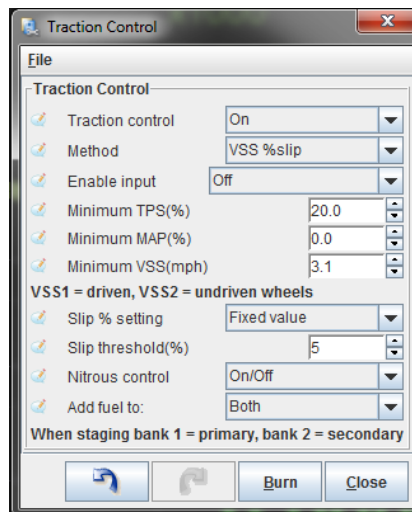 Traction Control
File
Traction Control
Traction control On
Method VSS %slip
Enable input Off
Minimum TPS(%) 20.0
Minimum MAP(%) 0.0
Minimum VSS(mph) 3.1
VSS1 = driven, VSS2 = undriven wheels
Slip % setting Fixed value
Slip threshold(%) 5
Nitrous control On/Off
Add fuel to: Both
When staging bank 1 = primary, bank 2 = secondary
Burn Close